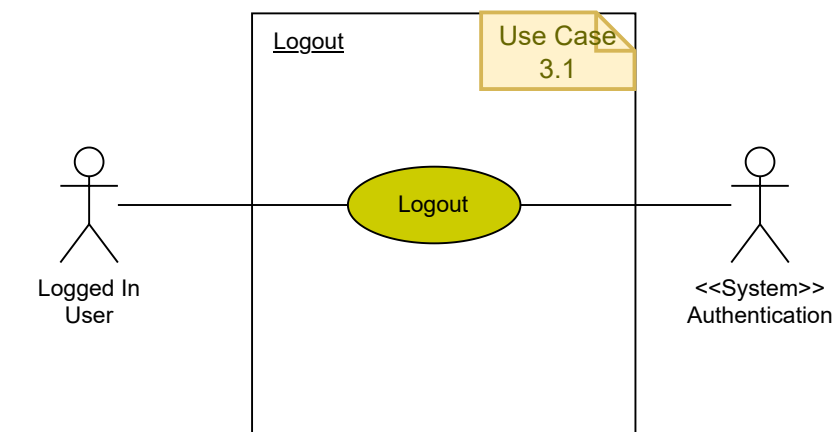 Logout
Use Case
3.1
Logout
Logged In
User
<<System>>
Authentication